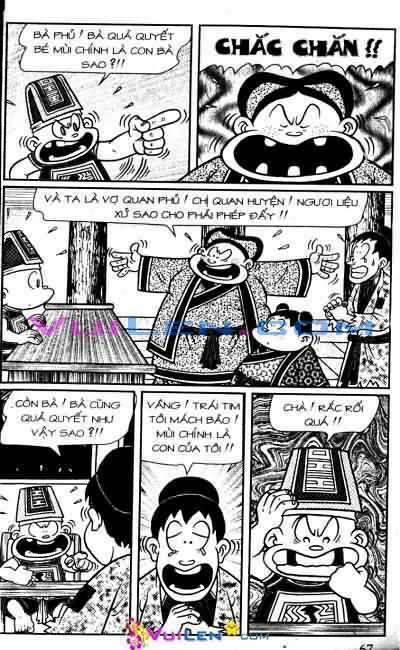 BÀ PHỦ! BÀ QUẢ QUYẾT
BÉ MÙI CHÍNH LÀ CON BÀ
SAO?!!
CHẮC CHẮN!!
VÀ TA LÀ VỢ QUAN PHỦ! CHỊ QUAN HUYỆN! NGƯƠI LIỆU
XỬ SAO CHO PHẢI PHÉP ĐẤY!!
VuiLen.com
CÒN BÀ! BÀ CŨNG
QUẢ QUYẾT NHƯ
VẬY SAO?!!
VÂNG! TRÁI TIM
TÔI MÁCH BẢO!
MÙI CHÍNH LÀ
CON CỦA TÔI!!
CHÀ! RẮC RỐI
QUÁ!!
VuiLen.com
67